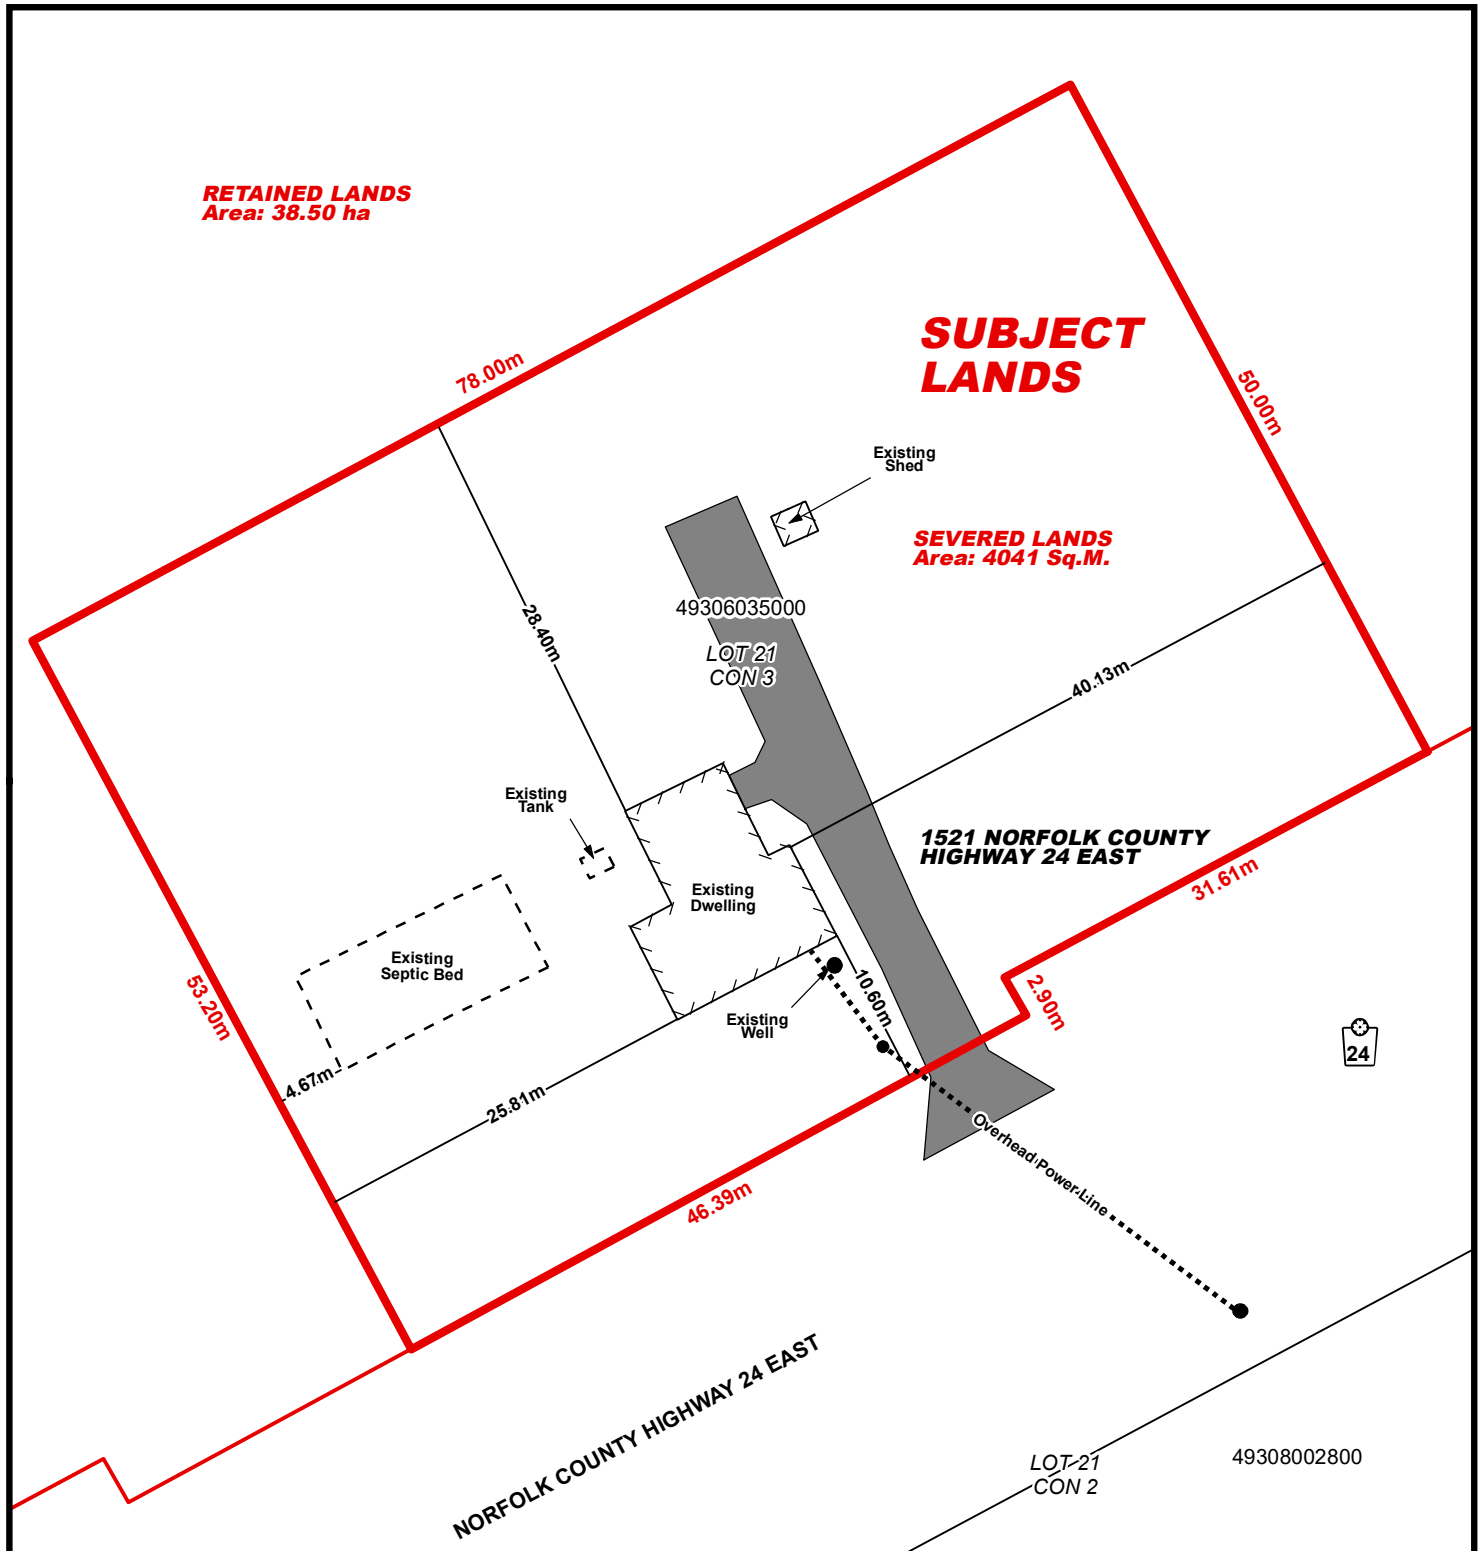 RETAINED LANDS
Area: 38.50 ha
SUBJECT
LANDS
78.00m
50.00m
Existing
Shed
SEVERED LANDS
Area: 4041 Sq.M.
49306035000
28.40m
LOT 21
CON 3
40.13m
Existing
Tank
1521 NORFOLK COUNTY
HIGHWAY 24 EAST
31.61m
Existing
Dwelling
Existing
Septic Bed
53.20m
10.60m
2.90m
Existing
Well
24
4.67m
25.81m
Overhead Power Line
46.39m
NORFOLK COUNTY HIGHWAY 24 EAST
LOT 21
CON 2
49308002800